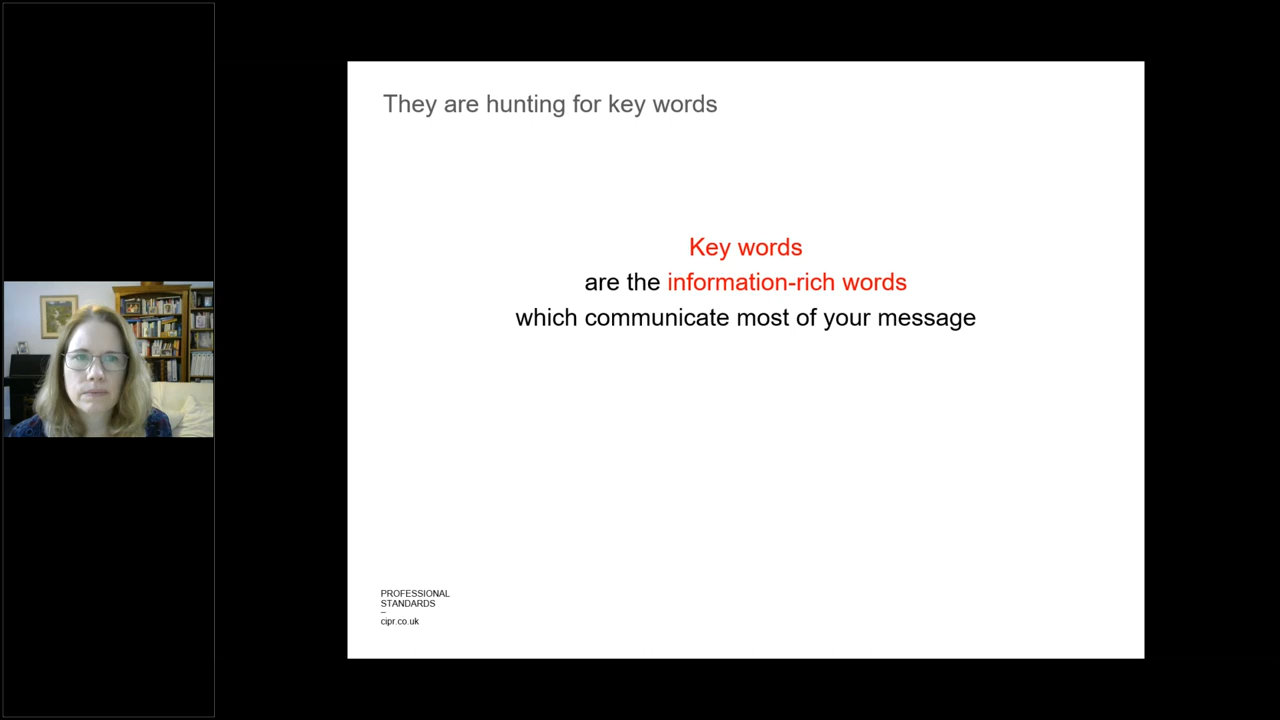 They are hunting for key words
Key words
are the information-rich words
which communicate most of your message
PROFESSIONAL
STANDARDS
–
cipr.co.uk